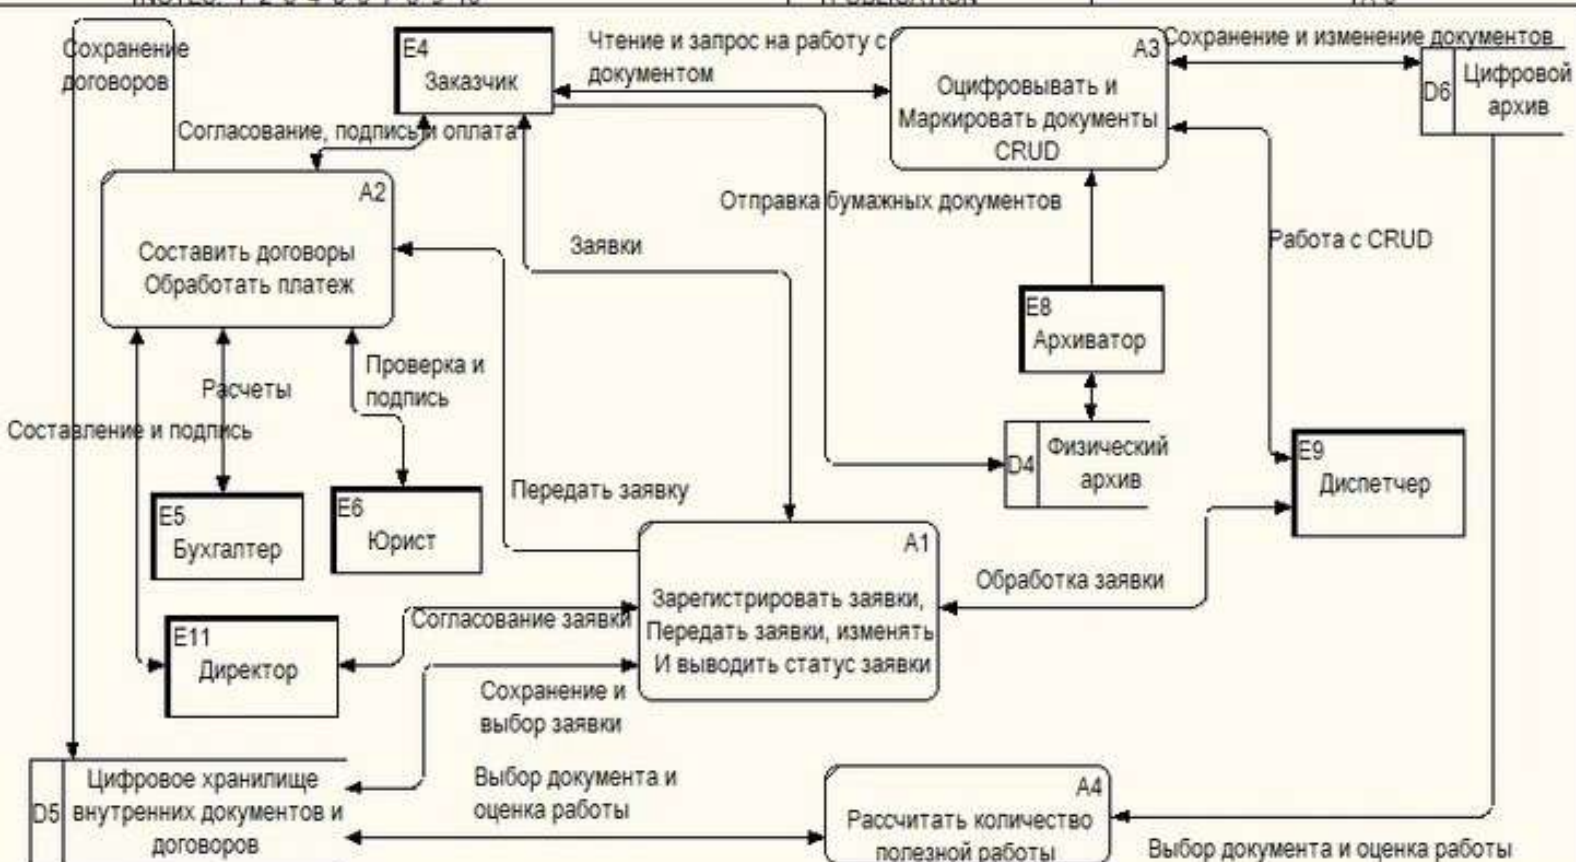 Сохранение
договоров
E4
Заказчик
Чтение и запрос на работу с
документом
A3
Оцифровывать и
Маркировать документы
CRUD
Сохранение и изменение документов
D6
Цифровой
архив
Согласование, подпись и оплата
A2
Составить договоры
Обработать платеж
Заявки
Отправка бумажных документов
Работа с CRUD
E8
Архиватор
Расчеты
Проверка и
подпись
Составление и подпись
D4
Физический
архив
E9
Диспетчер
E5
Бухгалтер
E6
Юрист
Передать заявку
A1
Зарегистрировать заявки,
Передать заявки, изменять
И выводить статус заявки
Обработка заявки
E11
Директор
Согласование заявки
Сохранение и
выбор заявки
D5
Цифровое хранилище
внутренних документов и
договоров
Выбор документа и
оценка работы
A4
Рассчитать количество
полезной работы
Выбор документа и оценка работы